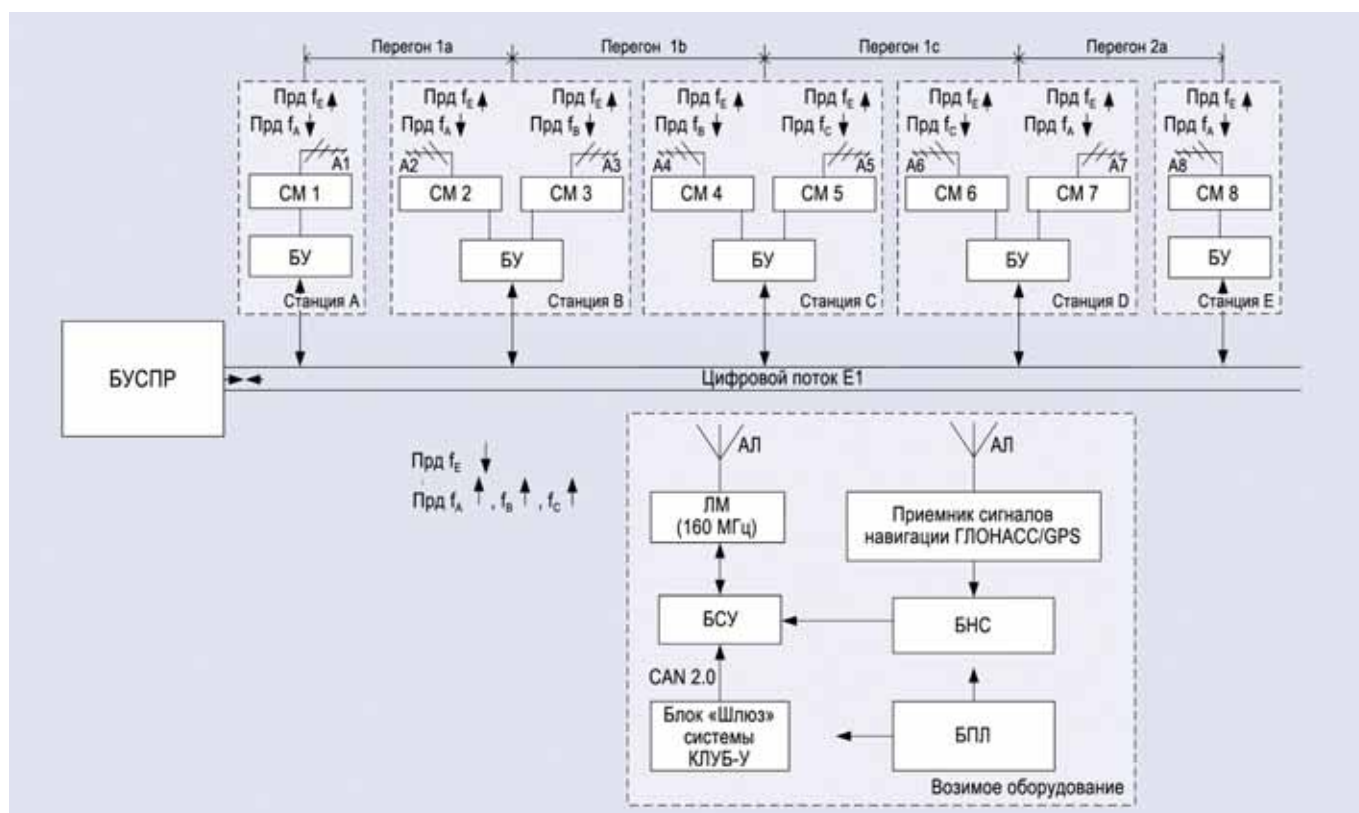 Перегон 1a Перегон 1b Перегон 1c Перегон 2a
Прд fE Прд fE Прд fE Прд fE Прд fE Прд fE Прд fE Прд fE
Прд fA Прд fA Прд fB Прд fB Прд fC Прд fC Прд fA Прд fA
A1 A2 A3 A4 A5 A6 A7 A8
СМ 1 СМ 2 СМ 3 СМ 4 СМ 5 СМ 6 СМ 7 СМ 8
БУ БУ БУ БУ БУ
Станция A Станция B Станция C Станция D Станция E
БУСПР
Цифровой поток E1
Прд fE
Прд fA , fB , fC
АЛ АЛ
ЛМ
(160 МГц)
Приемник сигналов
навигации ГЛОНАСС/GPS
БСУ
БНС
CAN 2.0
Блок «Шлюз»
системы
КЛУБ-У
БПЛ
Возимое оборудование